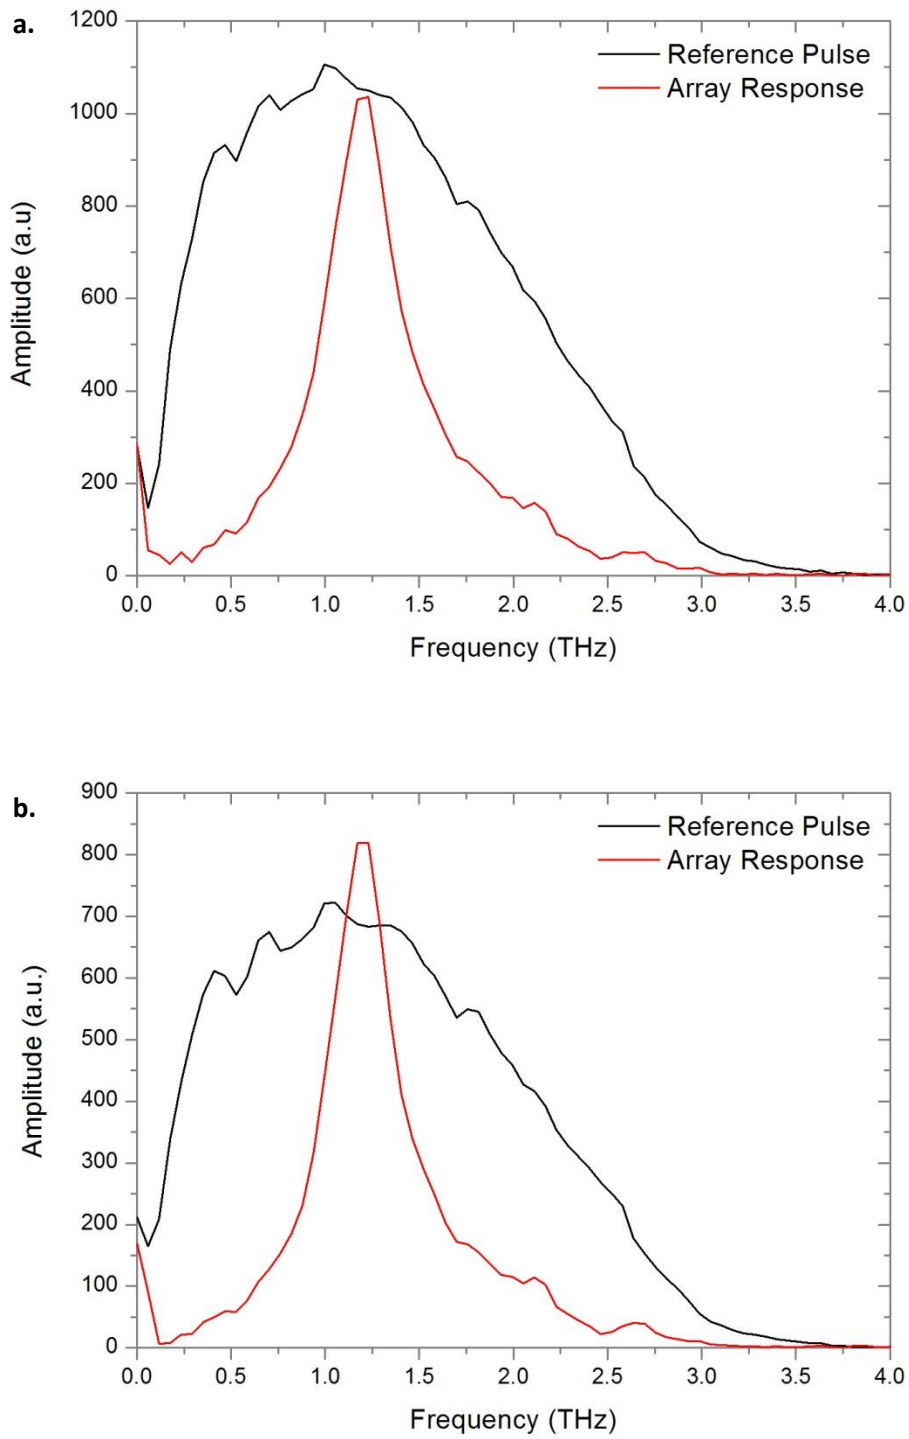 a.
1200
1000
800
600
400
200
0
Amplitude (a.u)
Reference Pulse
Array Response
0.0 0.5 1.0 1.5 2.0 2.5 3.0 3.5 4.0
Frequency (THz)
b.
900
800
700
600
500
400
300
200
100
0
Amplitude (a.u.)
Reference Pulse
Array Response
0.0 0.5 1.0 1.5 2.0 2.5 3.0 3.5 4.0
Frequency (THz)